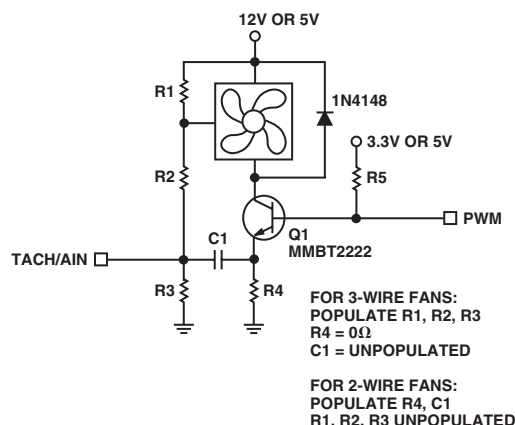 12V OR 5V
R1
1N4148
3.3V OR 5V
R2
R5
PWM
Q1
MMBT2222
C1
TACH/AIN
R3
R4
FOR 3-WIRE FANS:
POPULATE R1, R2, R3
R4 = 0Ω
C1 = UNPOPULATED
FOR 2-WIRE FANS:
POPULATE R4, C1
R1, R2, R3 UNPOPULATED